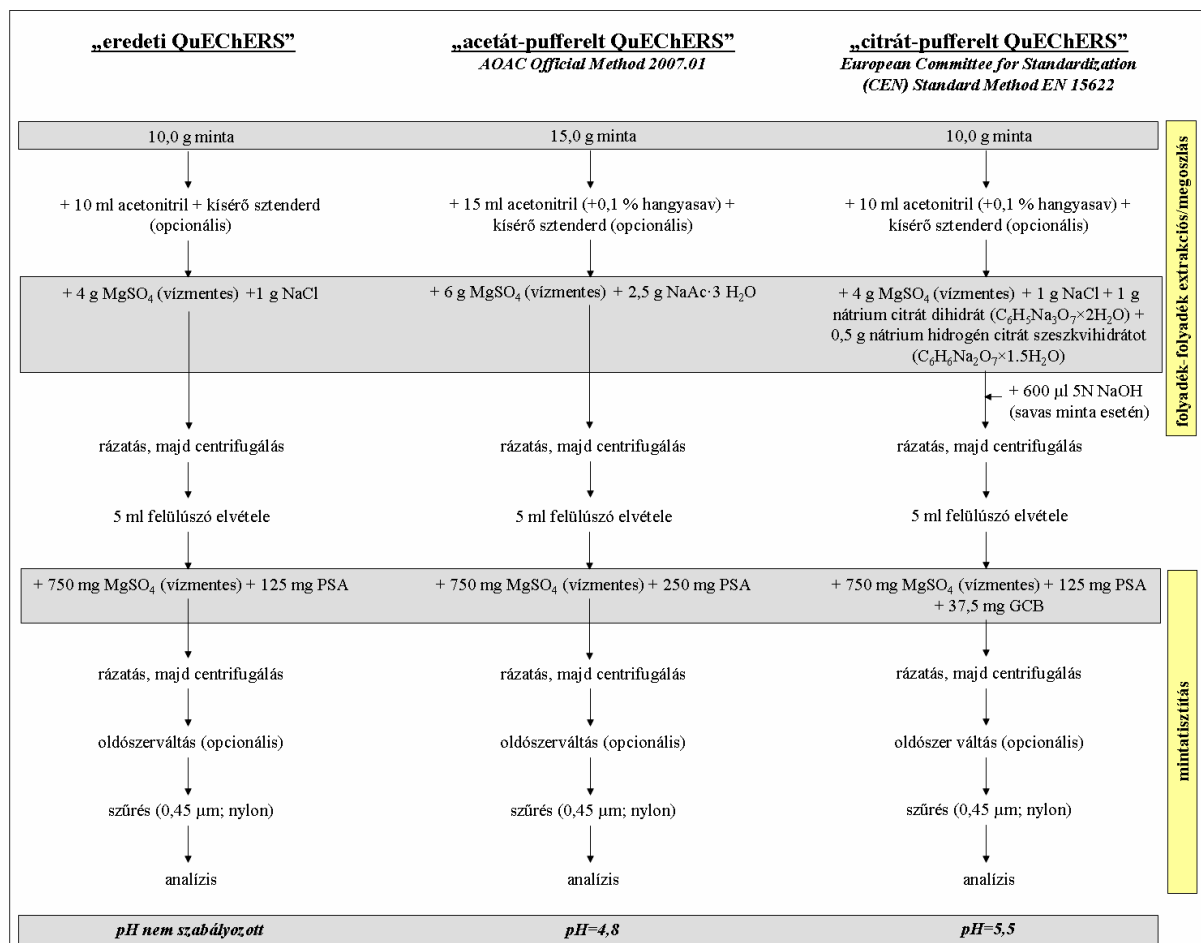 „eredeti QuEChERS”
„acetát-pufferelt QuEChERS”
AOAC Official Method 2007.01
„citrát-pufferelt QuEChERS”
European Committee for Standardization
(CEN) Standard Method EN 15622
10,0 g minta
15,0 g minta
10,0 g minta
+ 10 ml acetonitril + kísérő sztenderd
(opcionális)
+ 15 ml acetonitril (+0,1 % hangyasav) +
kísérő sztenderd (opcionális)
+ 10 ml acetonitril (+0,1 % hangyasav) +
kísérő sztenderd (opcionális)
+ 4 g MgSO₄ (vízmentes) +1 g NaCl
+ 6 g MgSO₄ (vízmentes) + 2,5 g NaAc·3 H₂O
+ 4 g MgSO₄ (vízmentes) + 1 g NaCl + 1 g
nátrium citrát dihidrát (C₆H₅Na₃O₇×2H₂O) +
0,5 g nátrium hidrogén citrát szeszkvihidrátot
(C₆H₆Na₂O₇×1.5H₂O)
+ 600 µl 5N NaOH
(savas minta esetén)
folyadék-folyadék extrakciós/megoszlás
rázatás, majd centrifugálás
rázatás, majd centrifugálás
rázatás, majd centrifugálás
5 ml felülúszó elvétele
5 ml felülúszó elvétele
5 ml felülúszó elvétele
+ 750 mg MgSO₄ (vízmentes) + 125 mg PSA
+ 750 mg MgSO₄ (vízmentes) + 250 mg PSA
+ 750 mg MgSO₄ (vízmentes) + 125 mg PSA
+ 37,5 mg GCB
mintatisztítás
rázatás, majd centrifugálás
rázatás, majd centrifugálás
rázatás, majd centrifugálás
oldószerváltás (opcionális)
oldószerváltás (opcionális)
oldószer váltás (opcionális)
szűrés (0,45 µm; nylon)
szűrés (0,45 µm; nylon)
szűrés (0,45 µm; nylon)
analízis
analízis
analízis
pH nem szabályozott
pH=4,8
pH=5,5